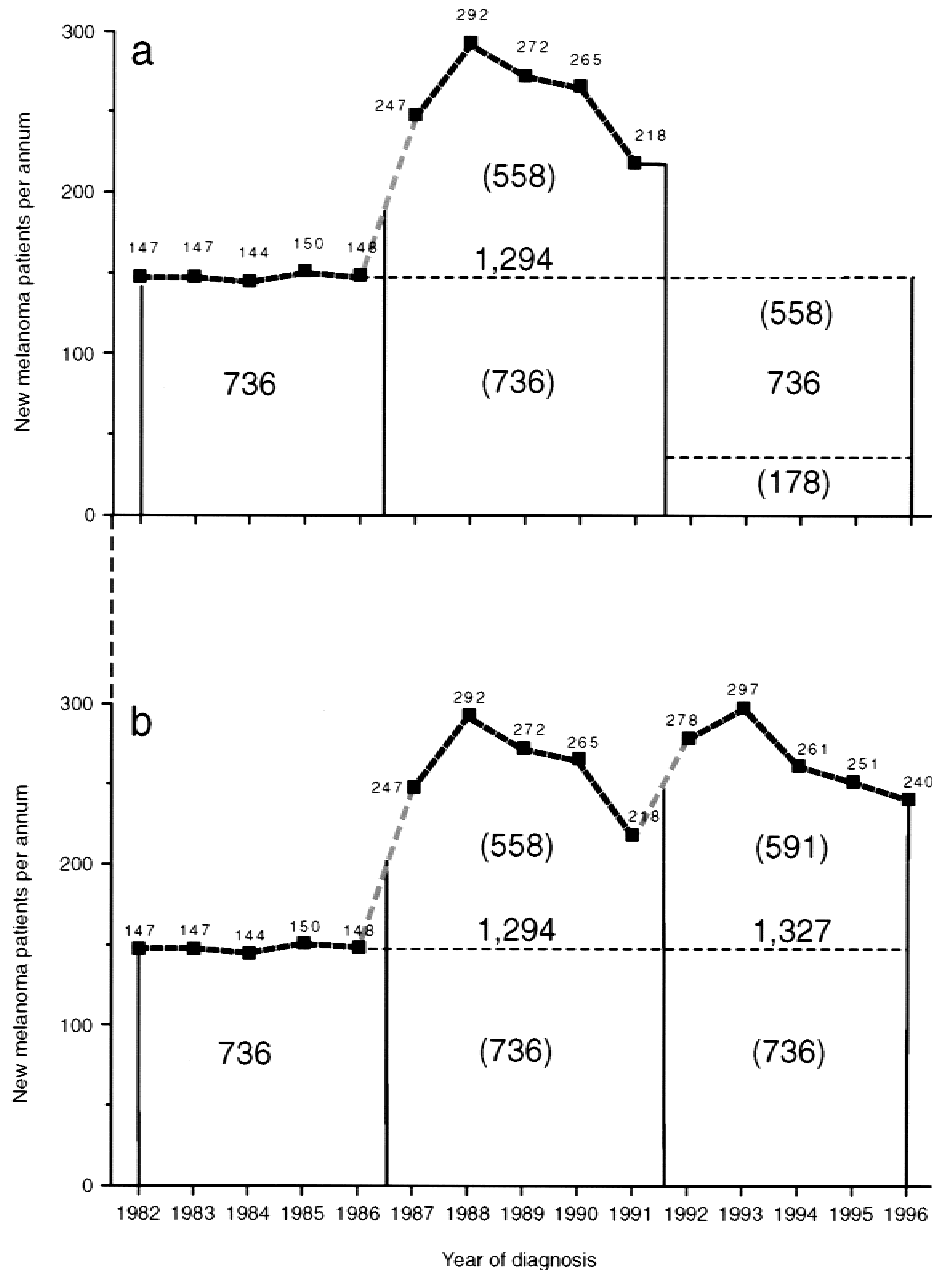 a
New melanoma patients per annum
300
200
100
0
147 147 144 150 148 247 292 272 265 218
(558)
1,294
(558)
736
(736)
736
(178)
b
New melanoma patients per annum
300
200
100
0
147 147 144 150 148 247 292 272 265 218 278 297 261 251 240
(558)
(591)
1,294
1,327
736
(736)
(736)
1982 1983 1984 1985 1986 1987 1988 1989 1990 1991 1992 1993 1994 1995 1996
Year of diagnosis